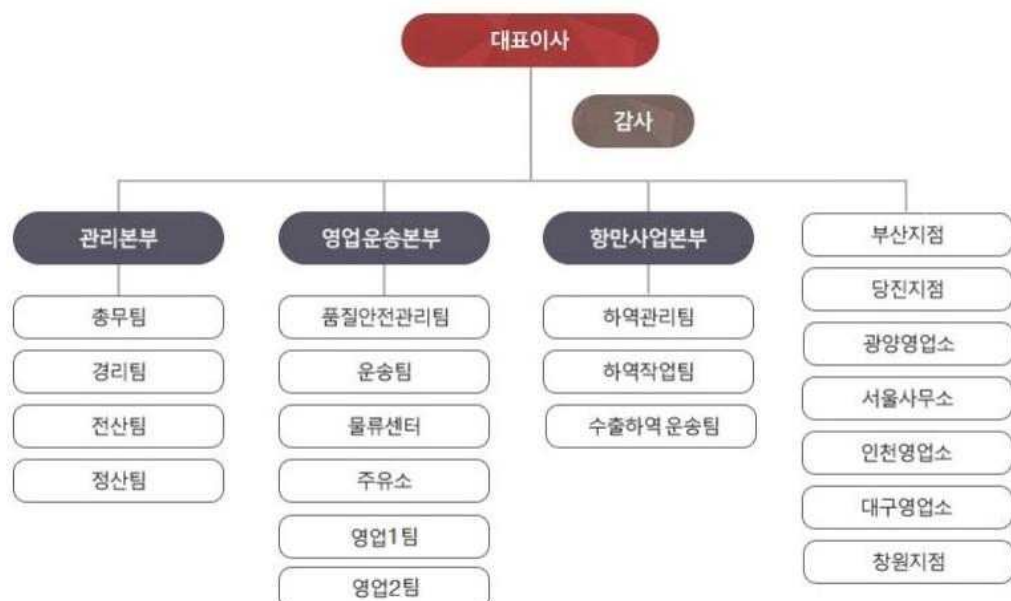 대표이사
감사
관리본부
총무팀
경리팀
전산팀
정산팀
영업운송본부
품질안전관리팀
운송팀
물류센터
주유소
영업1팀
영업2팀
항만사업본부
하역관리팀
하역작업팀
수출하역 운송팀
부산지점
당진지점
광양영업소
서울사무소
인천영업소
대구영업소
창원지점